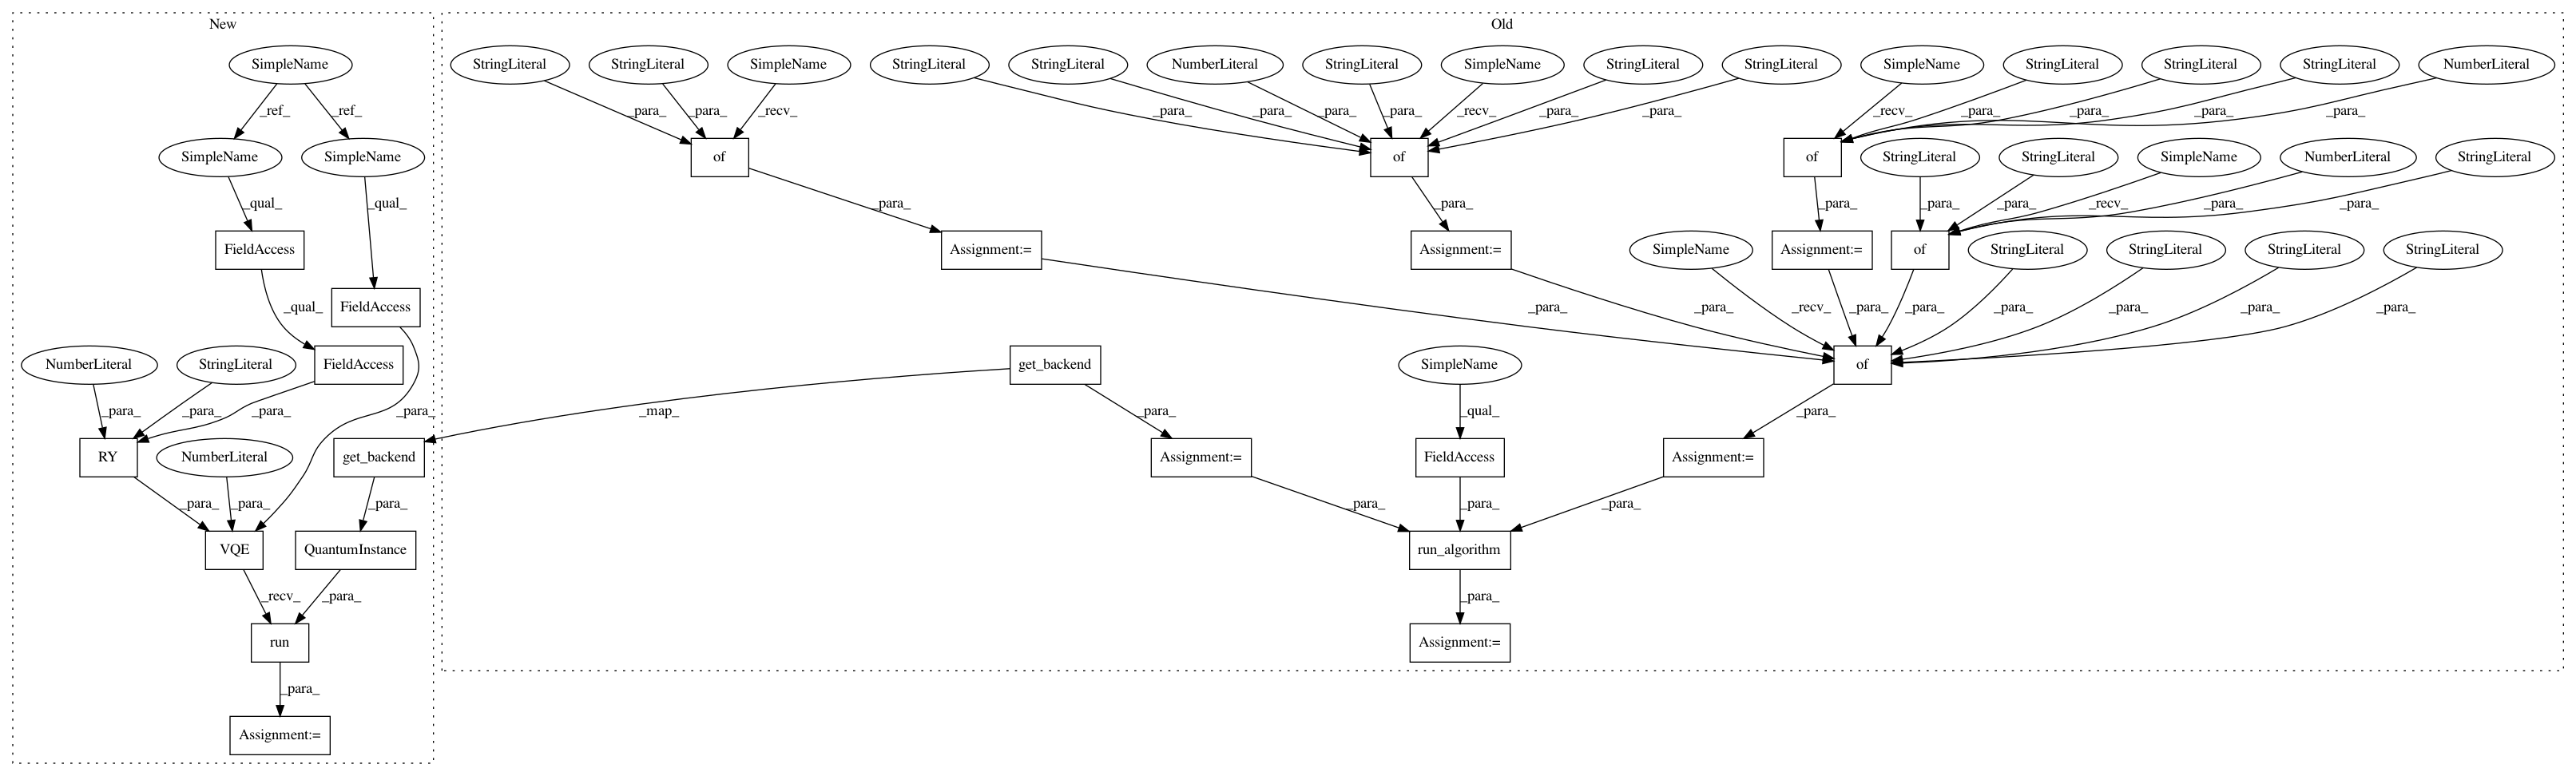 New
Old
SimpleName
StringLiteral
StringLiteral
SimpleName
StringLiteral
StringLiteral
NumberLiteral
StringLiteral
SimpleName
StringLiteral
StringLiteral
SimpleName
StringLiteral
StringLiteral
StringLiteral
NumberLiteral
_ref_
_ref_
_para_
_para_
_recv_
_para_
_para_
_para_
_para_
_recv_
_para_
_para_
_recv_
_para_
_para_
_para_
_para_
SimpleName
SimpleName
of
of
of
StringLiteral
StringLiteral
SimpleName
NumberLiteral
StringLiteral
_qual_
_qual_
_para_
_para_
_para_
_para_
_para_
_recv_
_para_
_para_
FieldAccess
Assignment:=
Assignment:=
SimpleName
Assignment:=
of
StringLiteral
StringLiteral
StringLiteral
StringLiteral
_qual_
FieldAccess
_para_
_para_
_recv_
_para_
_para_
_para_
_para_
_para_
_para_
NumberLiteral
StringLiteral
FieldAccess
get_backend
SimpleName
of
_para_
_para_
_para_
_para_
_map_
_para_
_qual_
_para_
RY
NumberLiteral
get_backend
Assignment:=
FieldAccess
Assignment:=
_para_
_para_
_para_
_para_
_para_
_para_
VQE
QuantumInstance
run_algorithm
_recv_
_para_
_para_
run
Assignment:=
_para_
Assignment:=